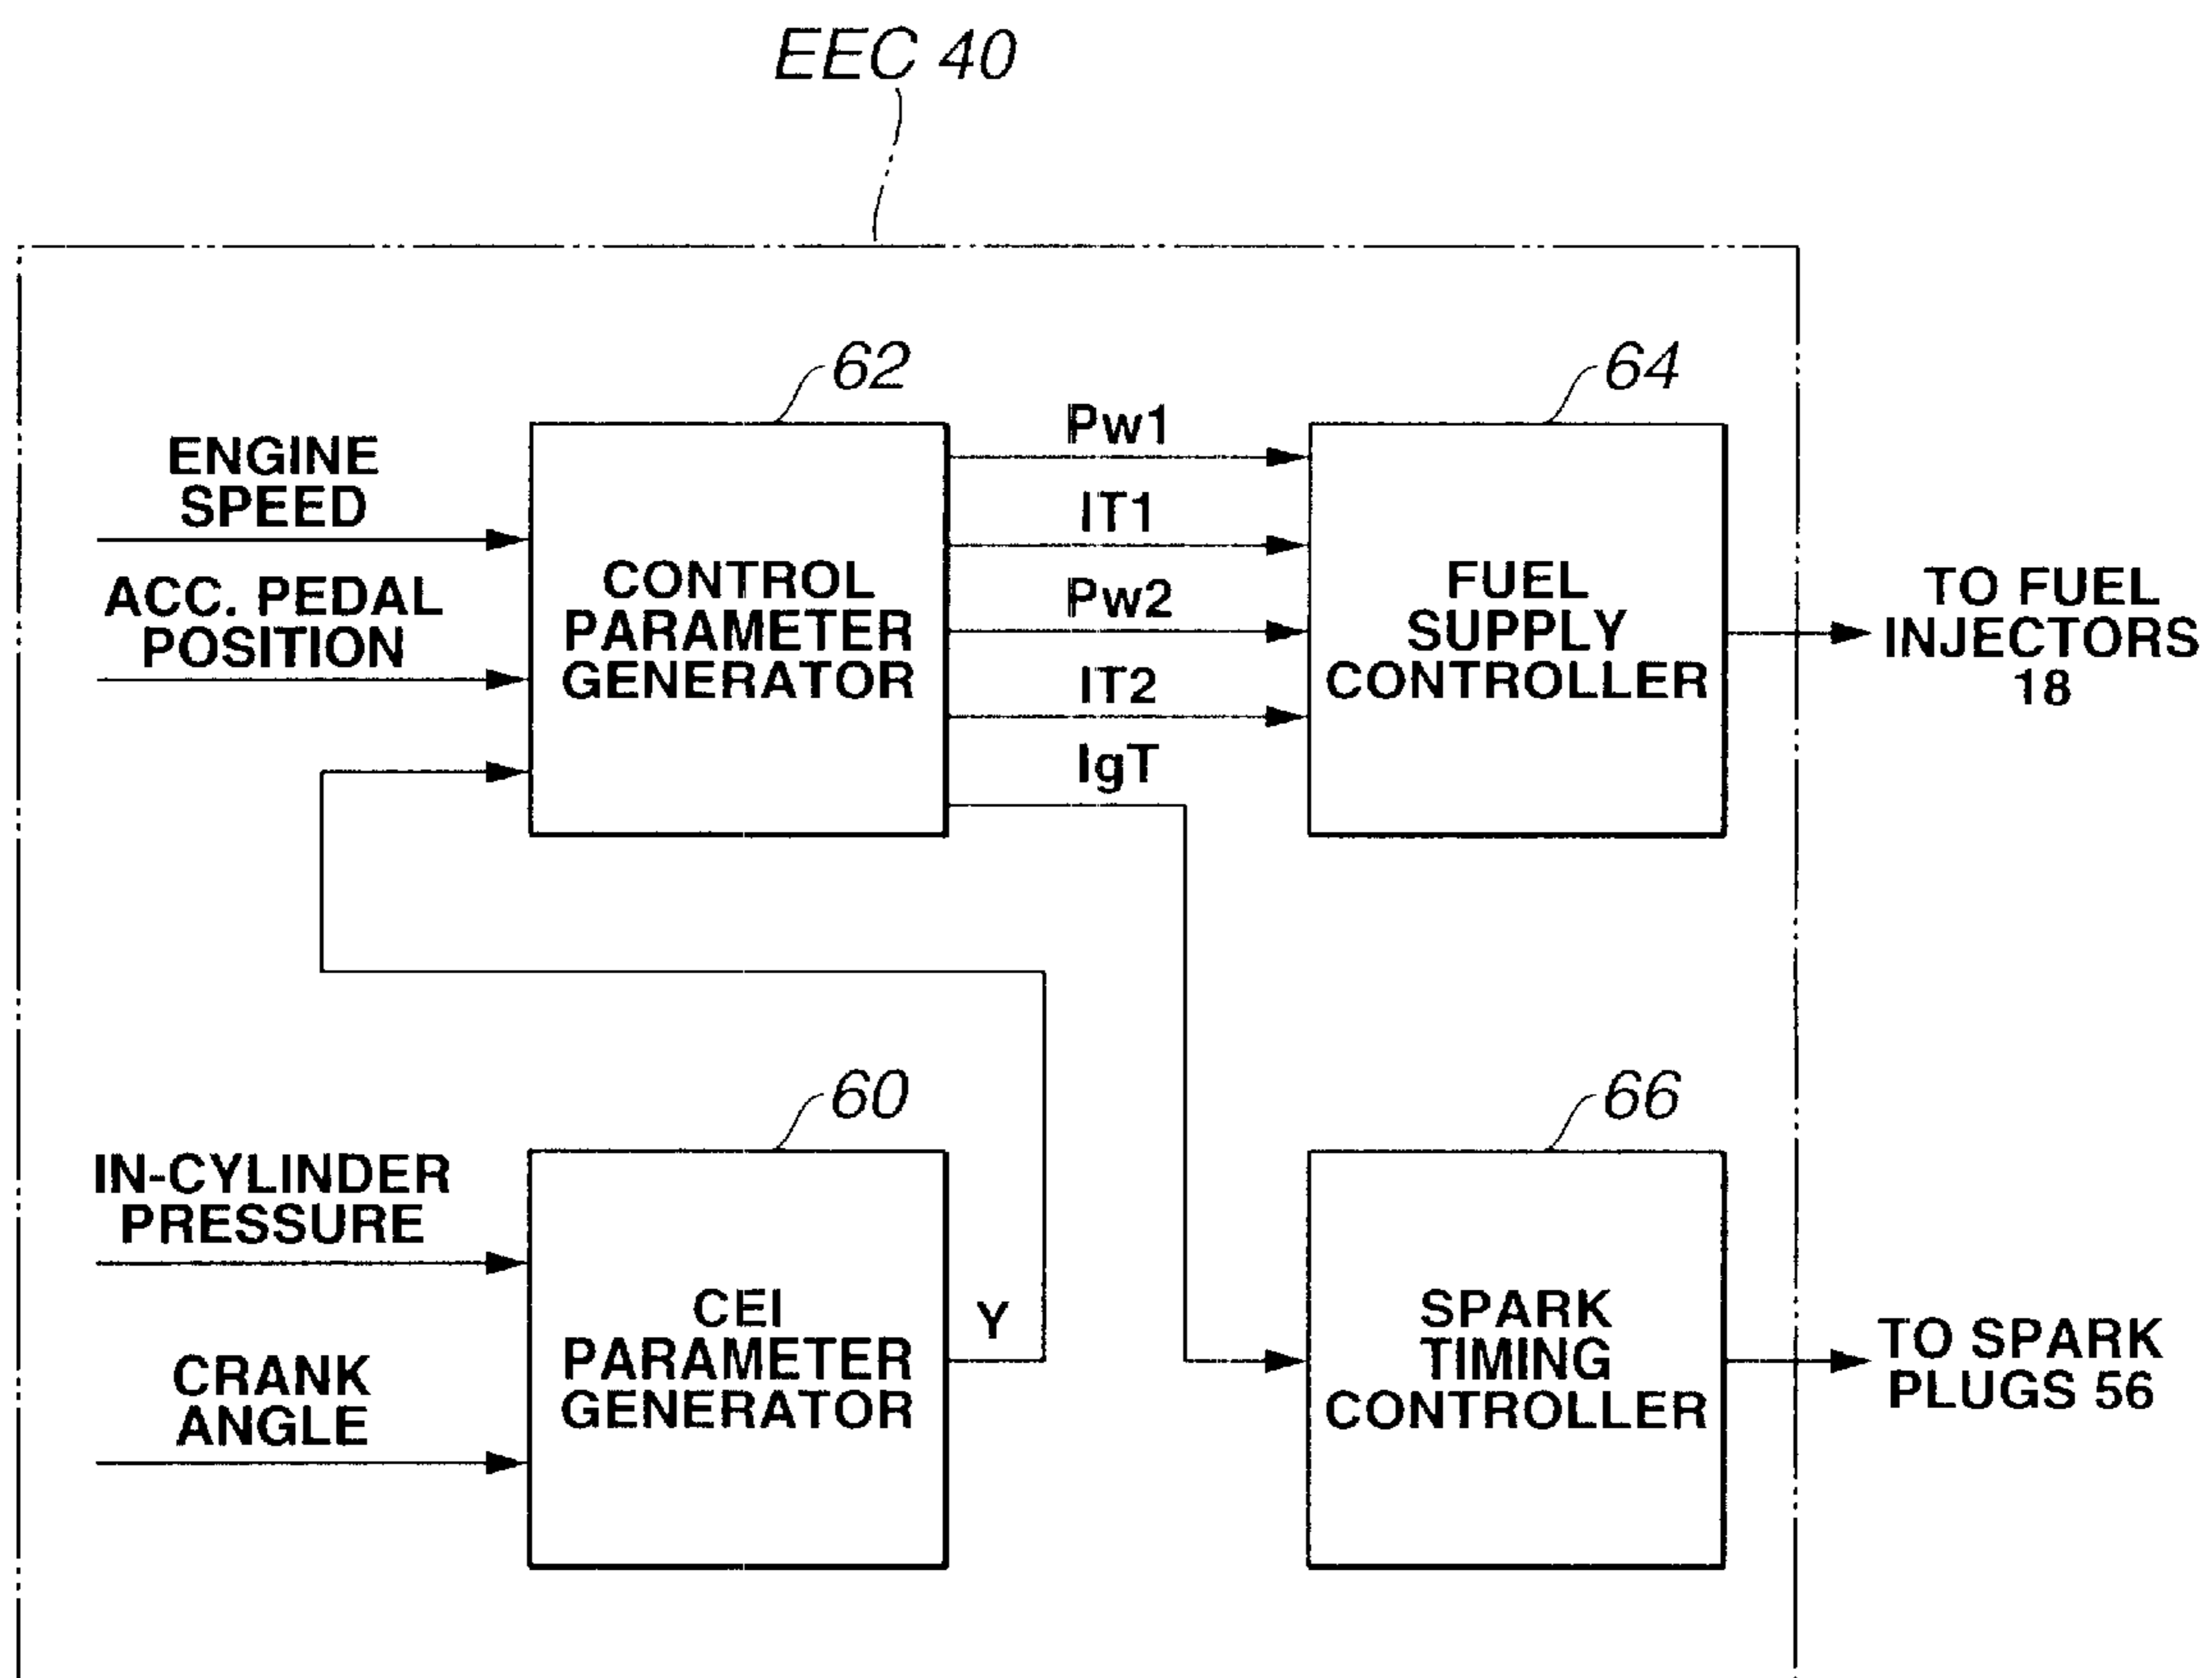 EEC 40
62
64
ENGINE
SPEED
ACC. PEDAL
POSITION
CONTROL
PARAMETER
GENERATOR
Pw1
IT1
Pw2
IT2
IgT
FUEL
SUPPLY
CONTROLLER
TO FUEL
INJECTORS
18
60
66
IN-CYLINDER
PRESSURE
CRANK
ANGLE
CEI
PARAMETER
GENERATOR
Y
SPARK
TIMING
CONTROLLER
TO SPARK
PLUGS 56